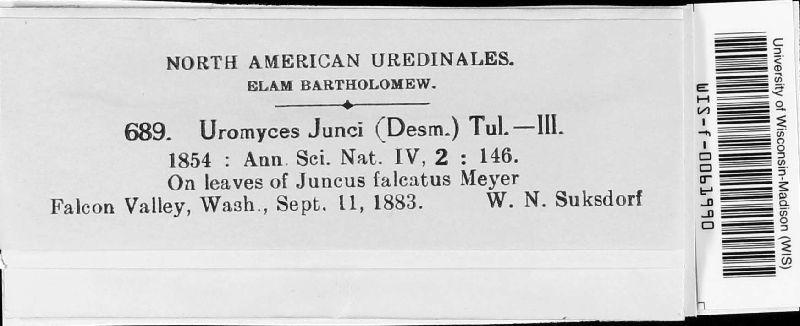 NORTH AMERICAN UREDINALES.
ELAM BARTHOLOMEW.
689. Uromyces Junci (Desm.) Tul.—III.
1854 : Ann. Sci. Nat. IV, 2 : 146.
On leaves of Juncus falcatus Meyer
Falcon Valley, Wash., Sept. 11, 1883. W. N. Suksdorf
WIS-f-0061990
University of Wisconsin-Madison (WIS)